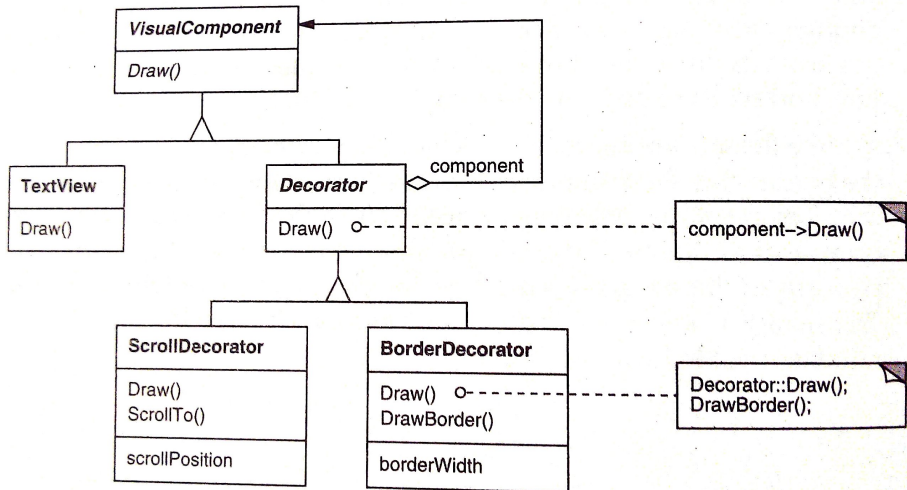 VisualComponent
Draw()
component
TextView
Draw()
Decorator
Draw()
component–>Draw()
ScrollDecorator
Draw()
ScrollTo()
scrollPosition
BorderDecorator
Draw()
DrawBorder()
borderWidth
Decorator::Draw();
DrawBorder();